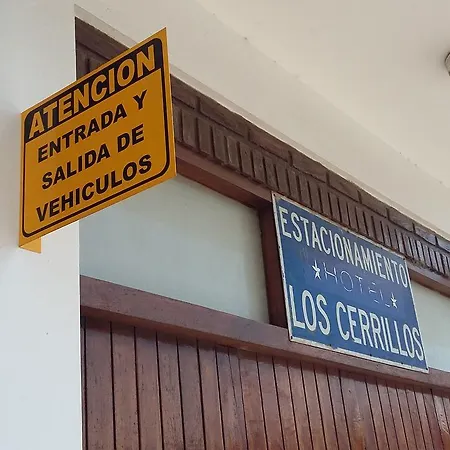 ATENCION
ENTRADA Y
SALIDA DE
VEHICULOS
ESTACIONAMIENTO
HOTEL
LOS CERRILLOS